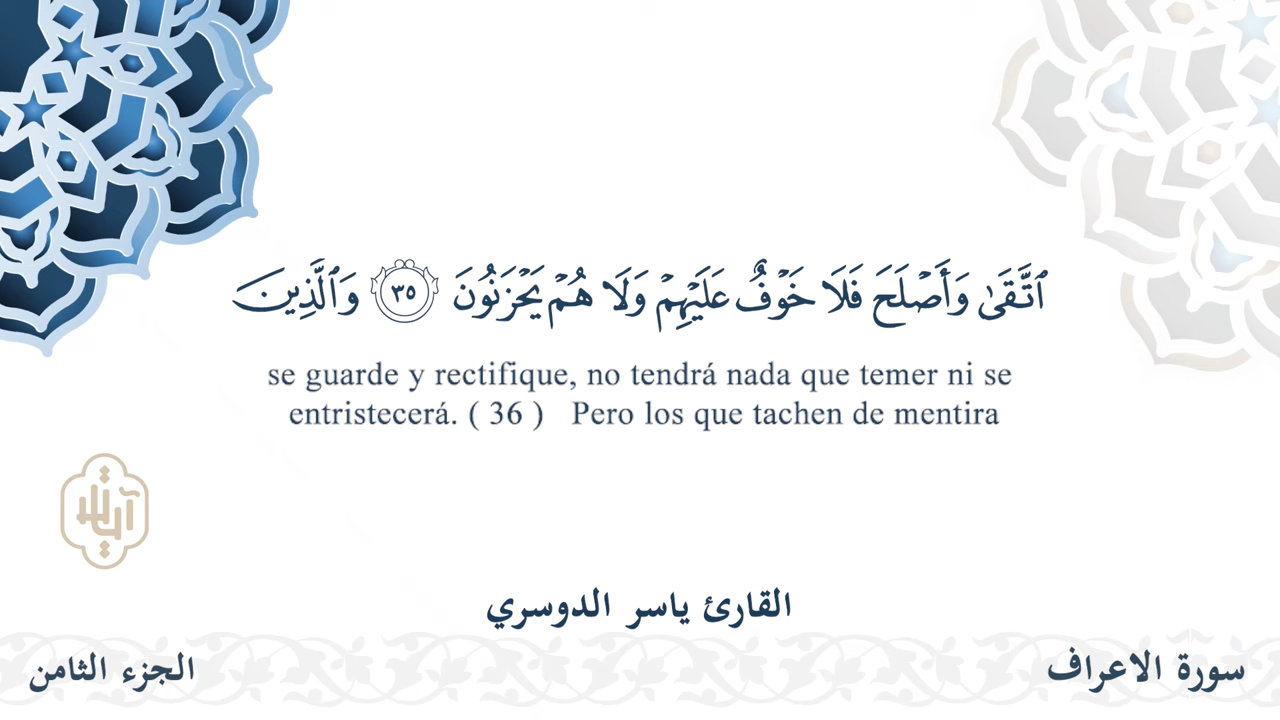 ٱتَّقَىٰ وَأَصۡلَحَ فَلَا خَوۡفٌ عَلَيۡهِمۡ وَلَا هُمۡ يَحۡزَنُونَ ٣٥ وَٱلَّذِينَ
se guarde y rectifique, no tendrá nada que temer ni se
entristecerá. ( 36 ) Pero los que tachen de mentira
القارئ ياسر الدوسري
سورة الاعراف
الجزء الثامن